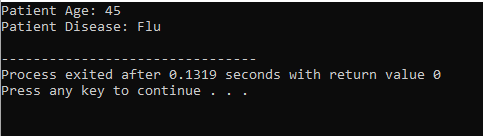 Patient Age: 45
Patient Disease: Flu
--------------------------------
Process exited after 0.1319 seconds with return value 0
Press any key to continue . . .